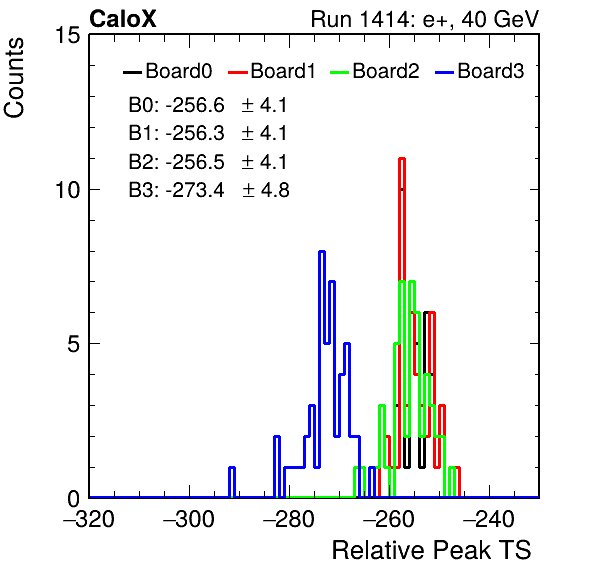 CaloX Run 1414: e+, 40 GeV
Counts
15
Board0 Board1 Board2 Board3
B0: -256.6 ± 4.1
B1: -256.3 ± 4.1
B2: -256.5 ± 4.1
B3: -273.4 ± 4.8
10
5
0
−320 −300 −280 −260 −240
Relative Peak TS